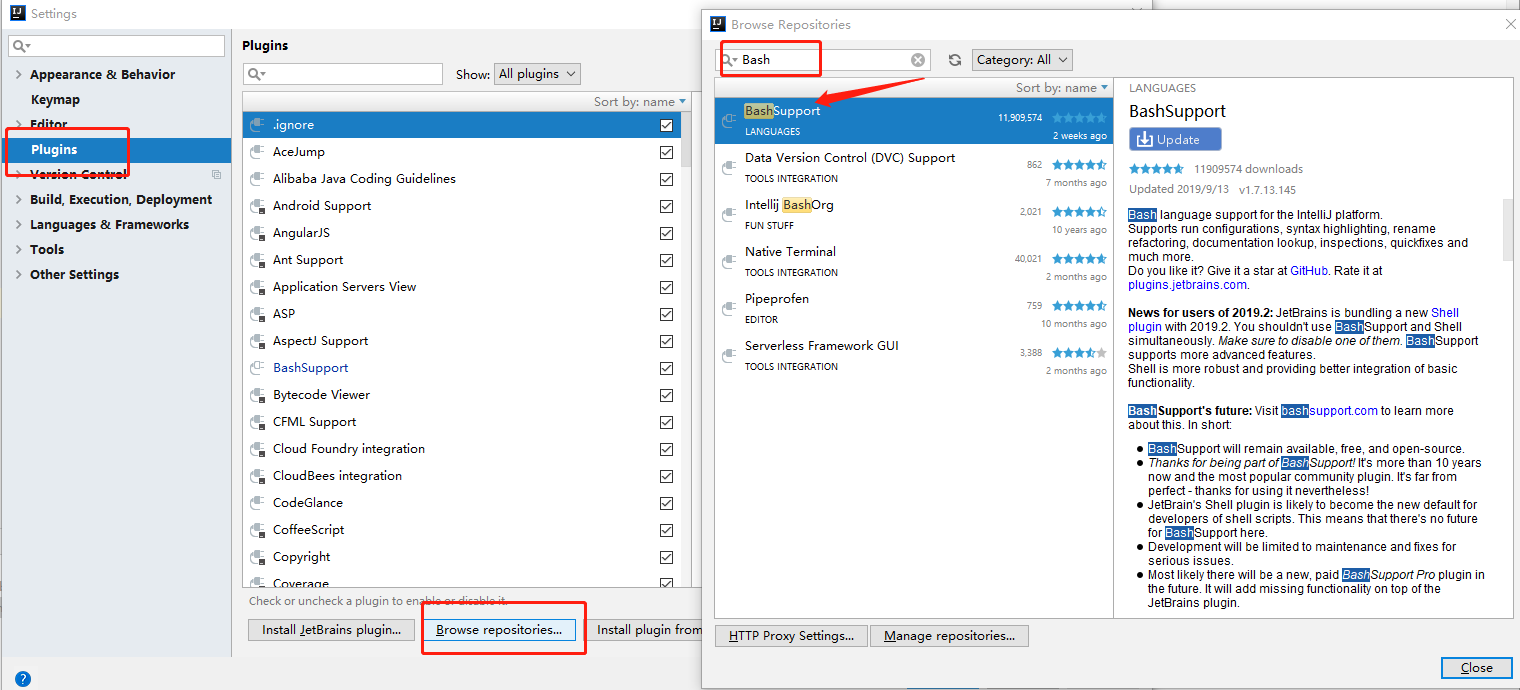 Settings
Appearance & Behavior
Keymap
Editor
Plugins
Version Control
Build, Execution, Deployment
Languages & Frameworks
Tools
Other Settings
Plugins
Show: All plugins
Sort by: name
.ignore
AceJump
Alibaba Java Coding Guidelines
Android Support
AngularJS
Ant Support
Application Servers View
ASP
AspectJ Support
BashSupport
Bytecode Viewer
CFML Support
Cloud Foundry integration
CloudBees integration
CodeGlance
CoffeeScript
Copyright
Coverage
Check or uncheck a plugin to enable or disable it.
Install JetBrains plugin...
Browse repositories...
Install plugin from
?
Browse Repositories
Bash
Category: All
Sort by: name
BashSupport
11,909,574
LANGUAGES
2 weeks ago
Data Version Control (DVC) Support
862
TOOLS INTEGRATION
7 months ago
Intellij BashOrg
2,021
FUN STUFF
10 years ago
Native Terminal
40,021
TOOLS INTEGRATION
2 months ago
Pipeprofen
759
EDITOR
10 months ago
Serverless Framework GUI
3,388
TOOLS INTEGRATION
2 months ago
LANGUAGES
BashSupport
Update
11909574 downloads
Updated 2019/9/13 v1.7.13.145
Bash language support for the IntelliJ platform.
Supports run configurations, syntax highlighting, rename
refactoring, documentation lookup, inspections, quickfixes and
much more.
Do you like it? Give it a star at GitHub. Rate it at
plugins.jetbrains.com.
News for users of 2019.2: JetBrains is bundling a new Shell
plugin with 2019.2. You shouldn't use BashSupport and Shell
simultaneously. Make sure to disable one of them. BashSupport
supports more advanced features.
Shell is more robust and providing better integration of basic
functionality.
BashSupport's future: Visit bashsupport.com to learn more
about this. In short:
BashSupport will remain available, free, and open-source.
Thanks for being part of BashSupport! It's more than 10 years
now and the most popular community plugin. It's far from
perfect - thanks for using it nevertheless!
JetBrain's Shell plugin is likely to become the new default for
developers of shell scripts. This means that there's no future
for BashSupport here.
Development will be limited to maintenance and fixes for
serious issues.
Most likely there will be a new, paid BashSupport Pro plugin in
the future. It will add missing functionality on top of the
JetBrains plugin.
HTTP Proxy Settings...
Manage repositories...
Close